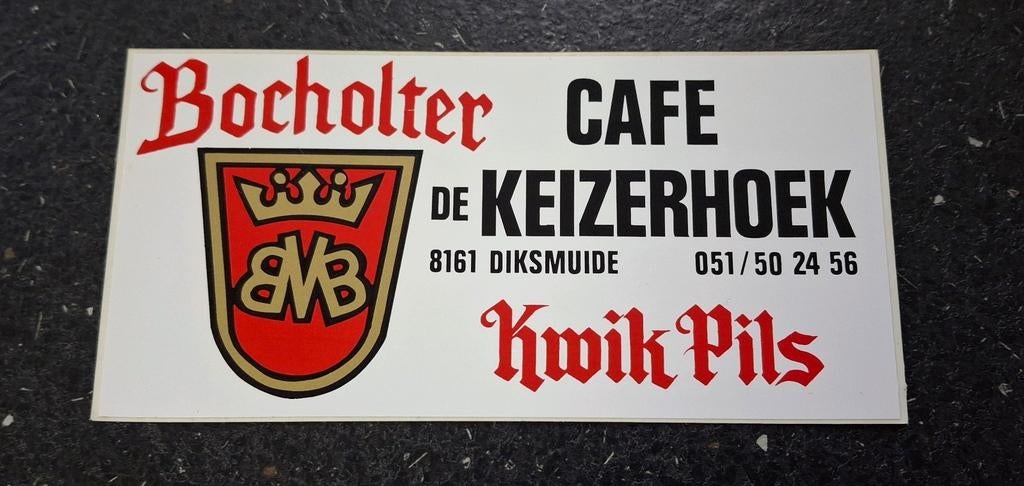 Bocholter
BMB
CAFE
DE KEIZERHOEK
8161 DIKSMUIDE 051/50 24 56
Kwik Pils